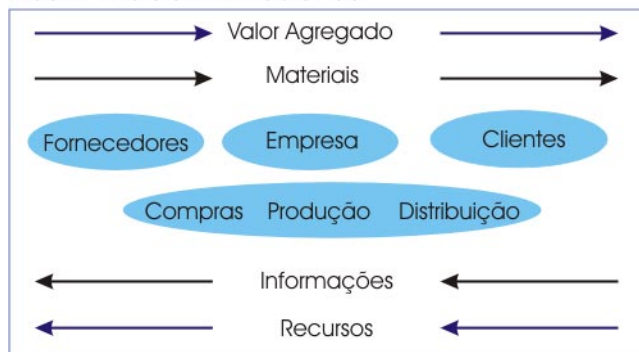 Valor Agregado
Materiais
Fornecedores Empresa Clientes
Compras Produção Distribuição
Informações
Recursos